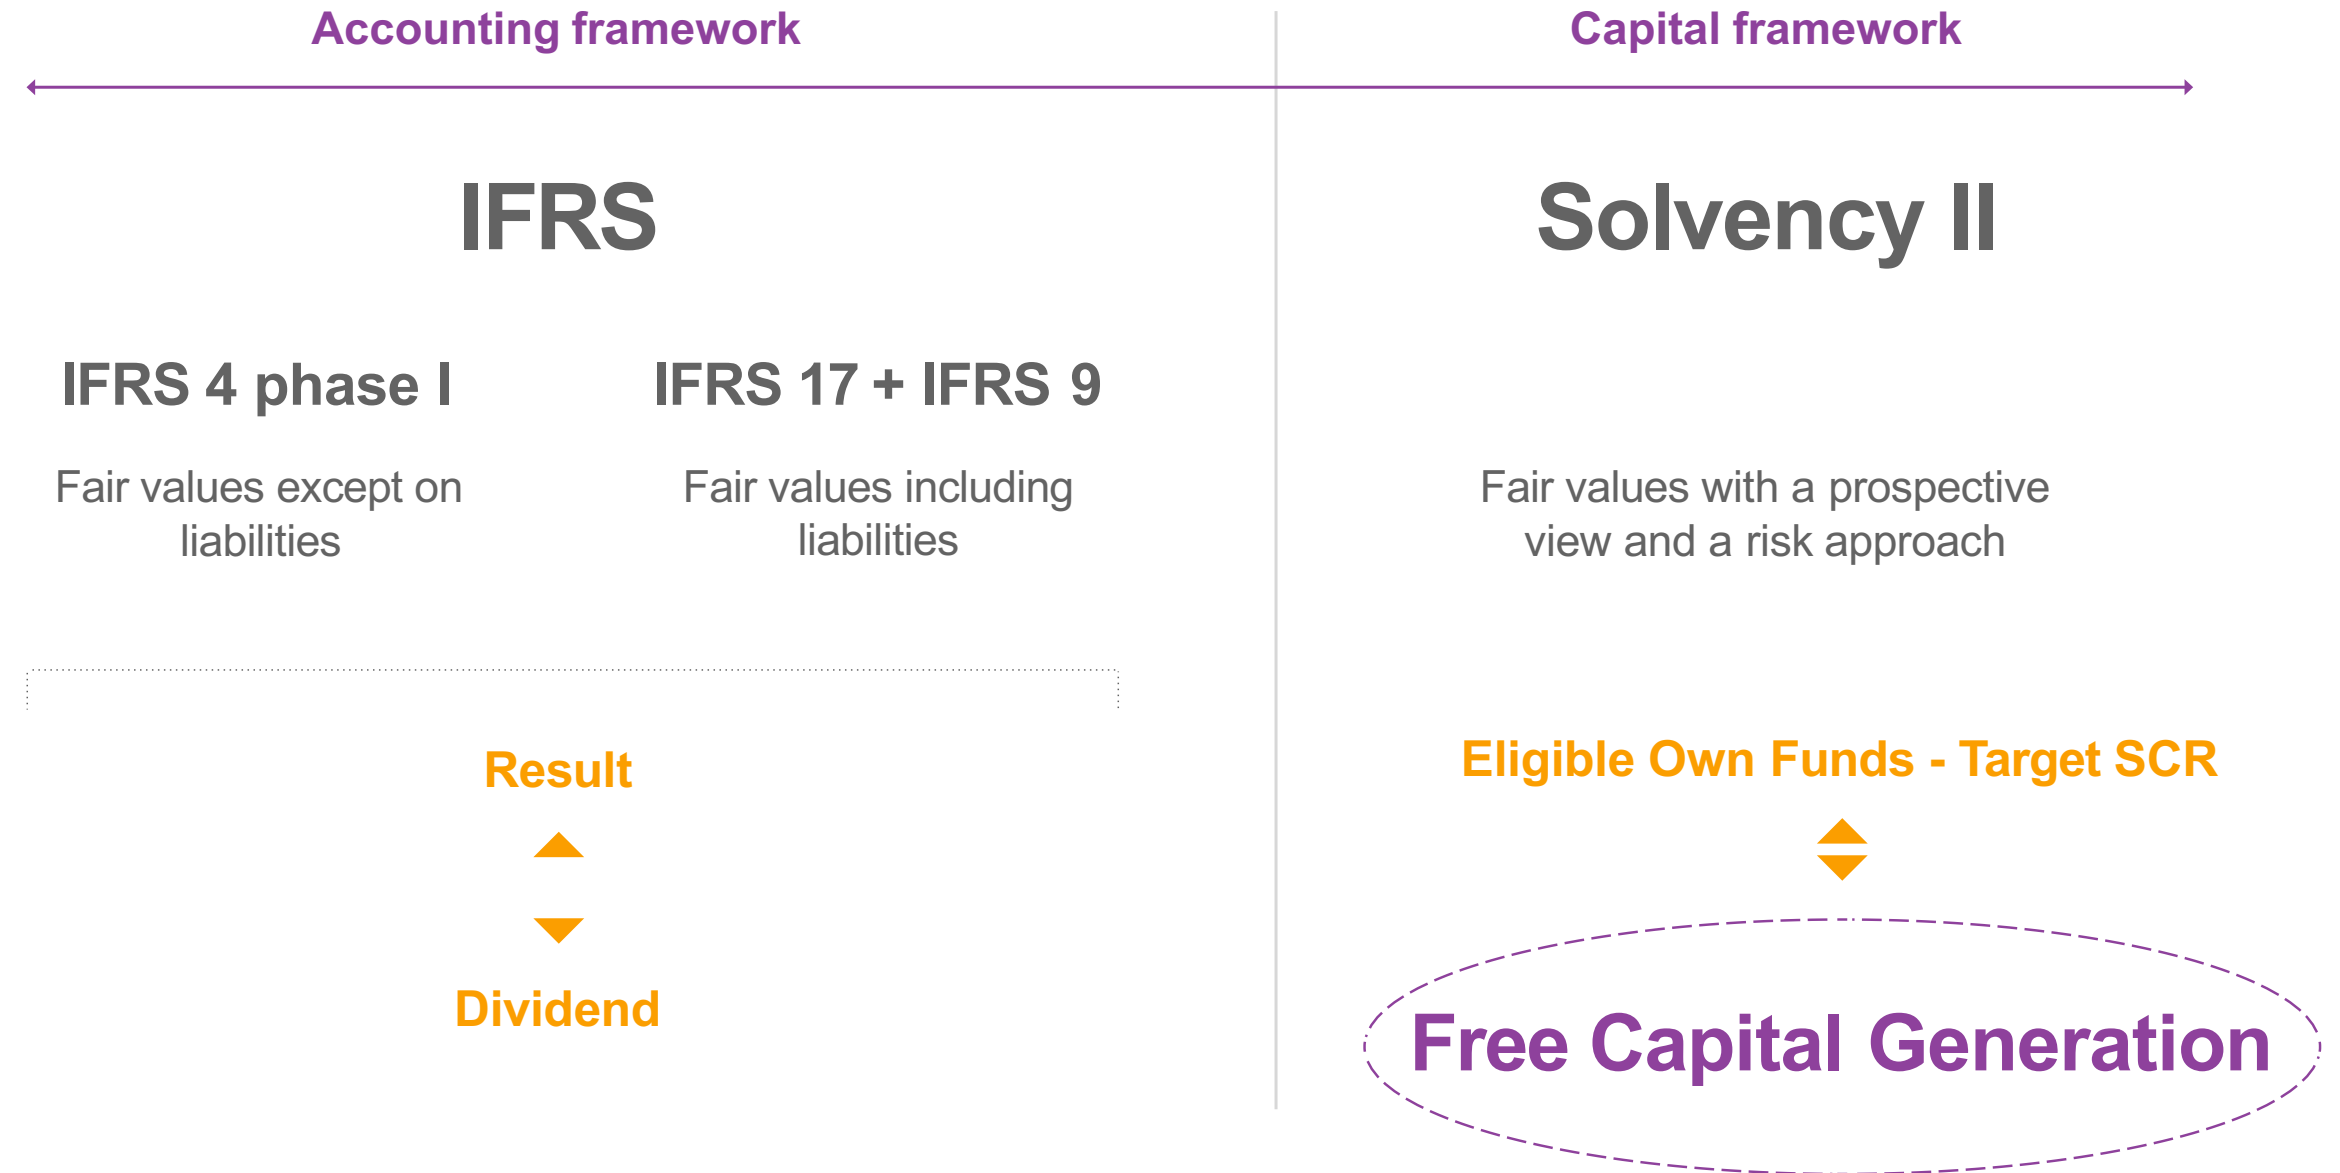 Accounting framework
Capital framework
IFRS
Solvency II
IFRS 4 phase I
IFRS 17 + IFRS 9
Fair values except on
liabilities
Fair values including
liabilities
Fair values with a prospective
view and a risk approach
Result
Dividend
Eligible Own Funds - Target SCR
Free Capital Generation